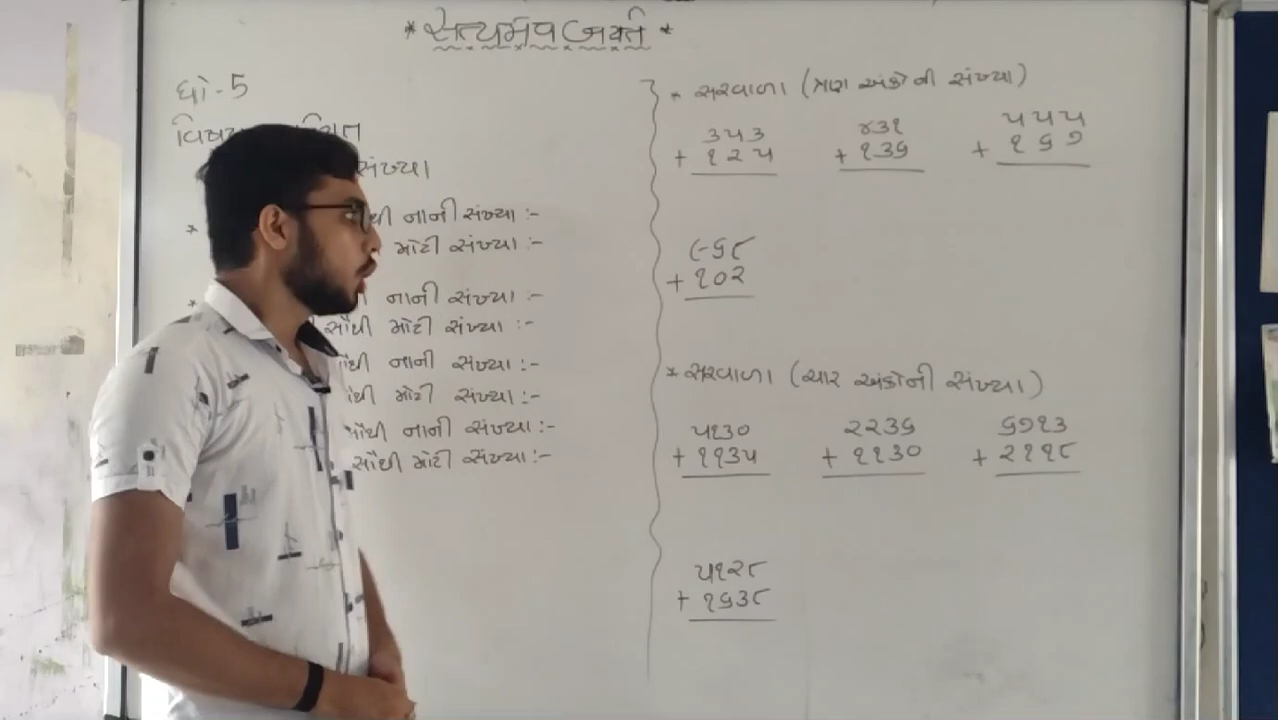 * સત્યમેવ જયતે *
ધો - 5
સંખ્યા
નાની સંખ્યા :-
* મોટી સંખ્યા :-
* નાની સંખ્યા :-
સૌથી મોટી સંખ્યા :-
નાની સંખ્યા :-
મોટી સંખ્યા :-
સૌથી નાની સંખ્યા :-
સૌથી મોટી સંખ્યા :-
* સરવાળા (ત્રણ અંકોની સંખ્યા)
૩૫૩ ૪૩૧ ૫૫૫
+ ૧૨૫ + ૧૩૬ + ૧૬૭
૯૬૮
+ ૧૦૨
* સરવાળા (ચાર અંકોની સંખ્યા)
૫૧૩૦ ૨૨૩૬ ૬૭૧૩
+ ૧૧૩૫ + ૧૧૩૦ + ૨૧૧૮
૫૧૨૮
+ ૧૬૩૮